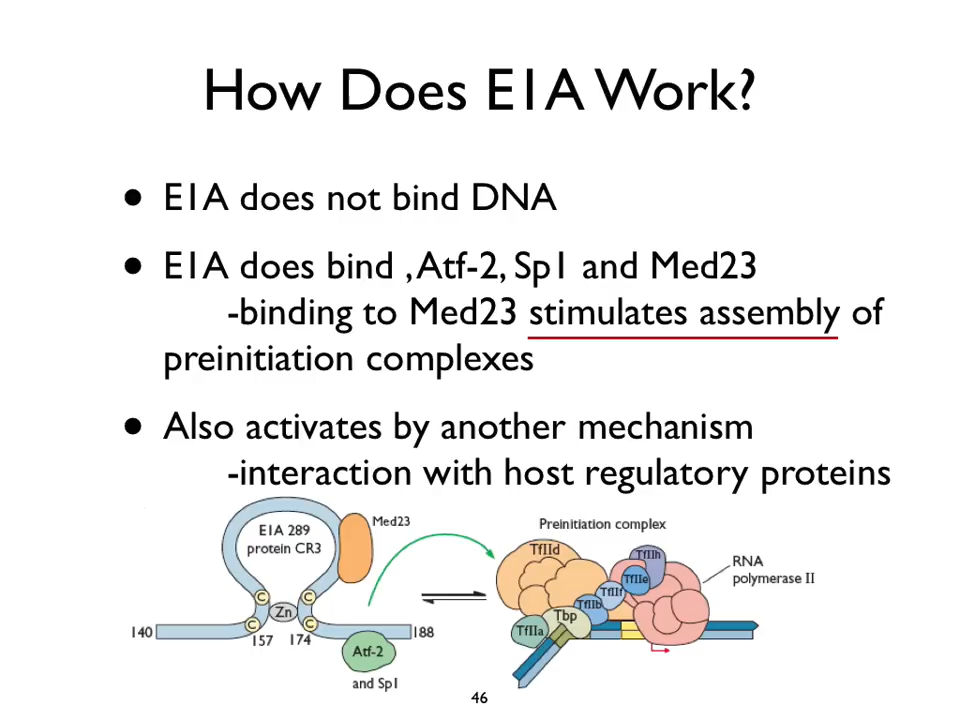 How Does E1A Work?
• E1A does not bind DNA
• E1A does bind , Atf-2, Sp1 and Med23
-binding to Med23 stimulates assembly of
preinitiation complexes
• Also activates by another mechanism
-interaction with host regulatory proteins
E1A 289
protein CR3
Med23
C
C
Zn
C
C
140
157
174
188
Atf-2
and Sp1
Preinitiation complex
TfIId
TfIIh
TfIIe
TfIIf
TfIIb
Tbp
TfIIa
RNA
polymerase II
46